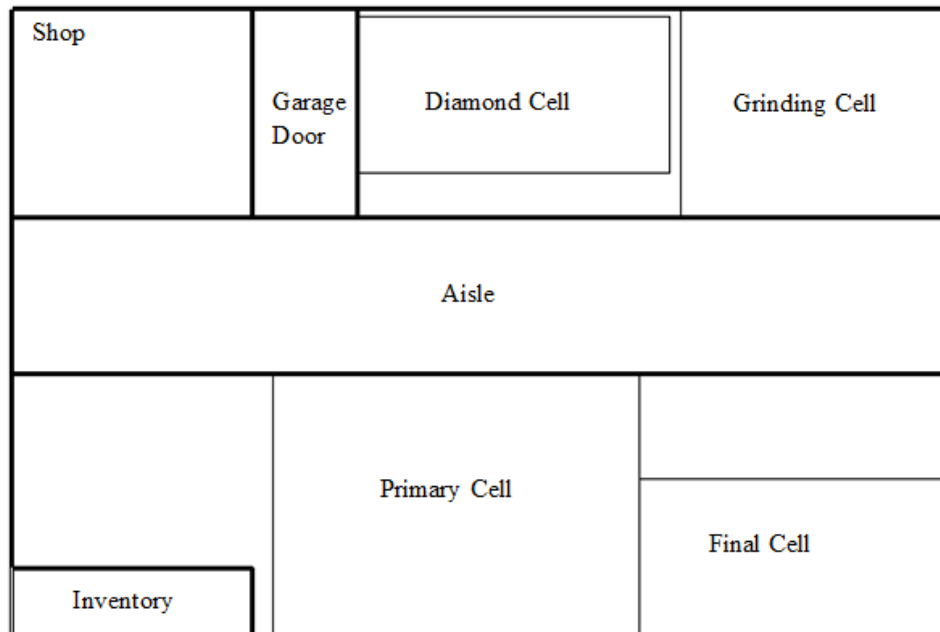 Shop
Garage
Door
Diamond Cell
Grinding Cell
Aisle
Primary Cell
Final Cell
Inventory